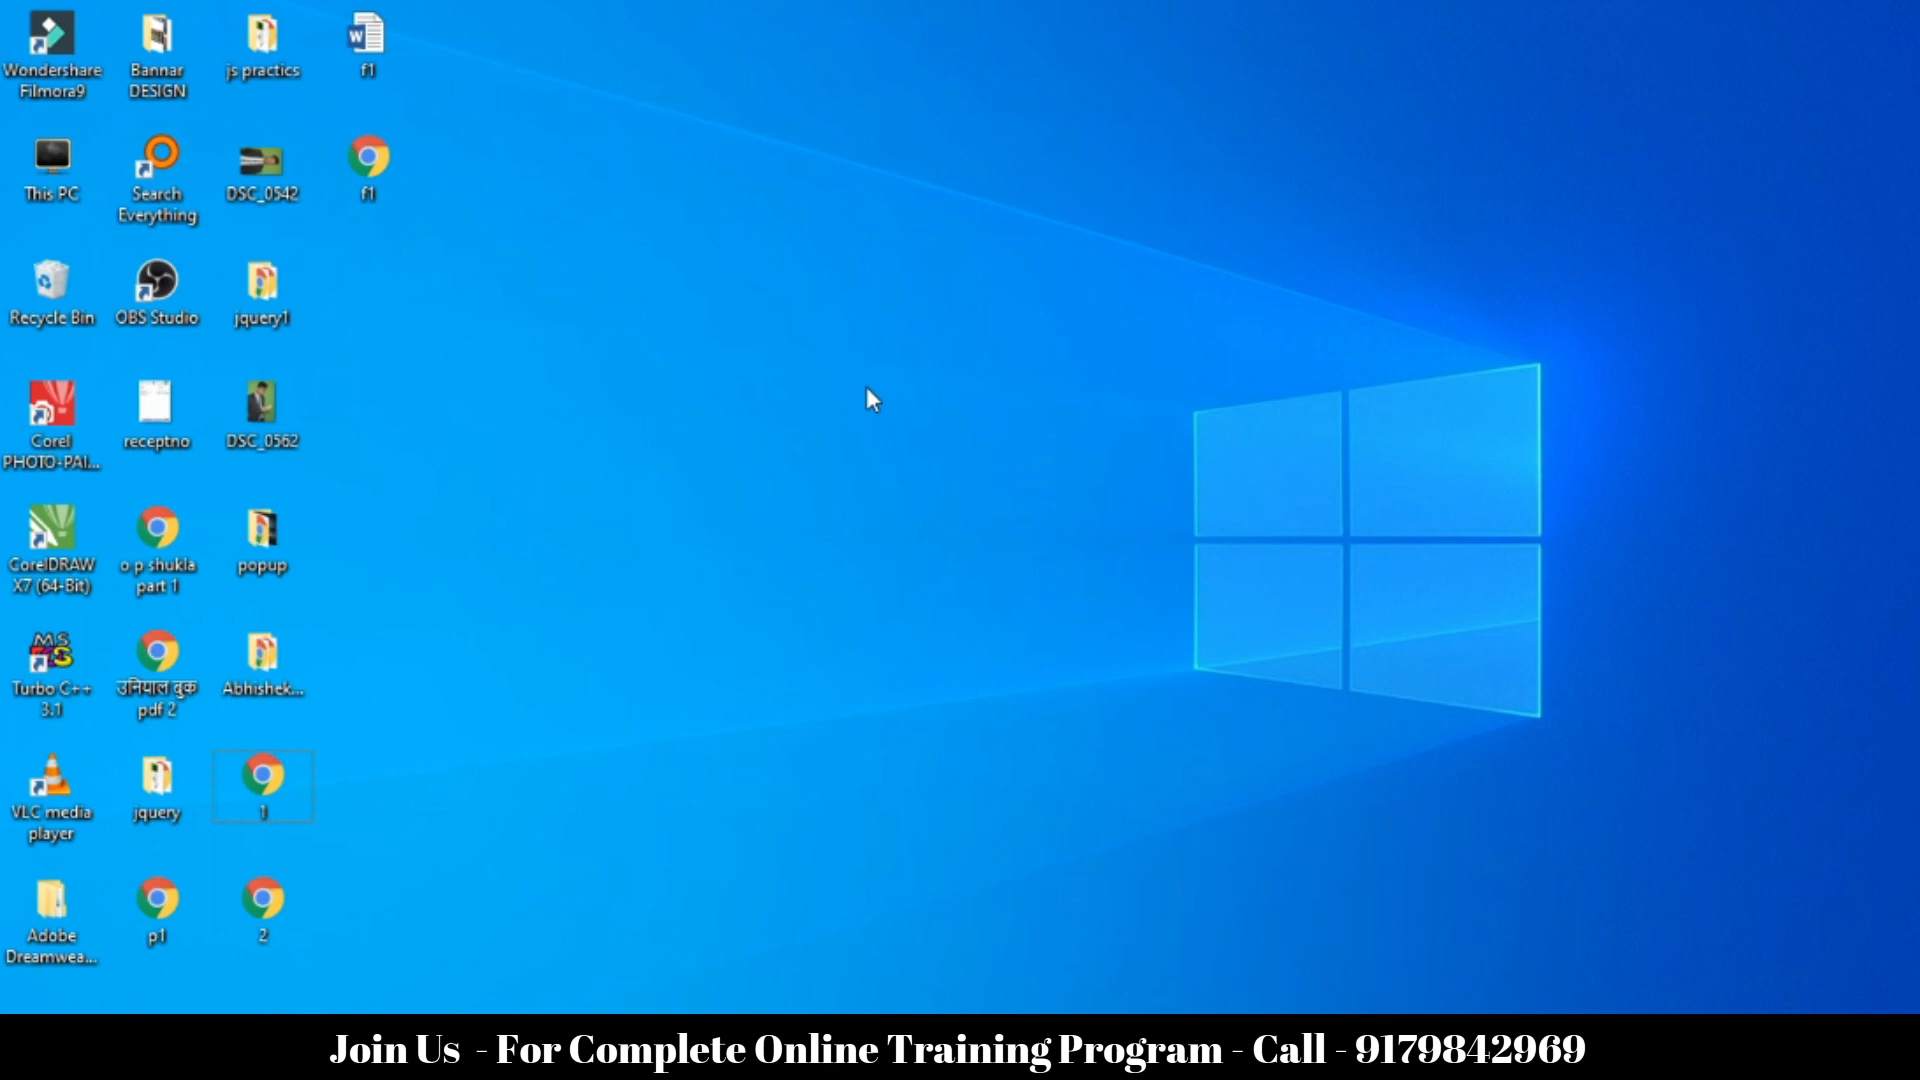 Wondershare
Filmora9
Bannar
DESIGN
js practics
W
f1
This PC
Search
Everything
DSC_0542
f1
Recycle Bin
OBS Studio
jquery1
Corel
PHOTO-PAI...
receptno
DSC_0562
CorelDRAW
X7 (64-Bit)
o p shukla
part 1
popup
MS
Turbo C++
3.1
उनियाल बुक
pdf 2
Abhishek...
VLC media
player
jquery
1
Adobe
Dreamwea...
p1
2
Join Us - For Complete Online Training Program - Call - 9179842969